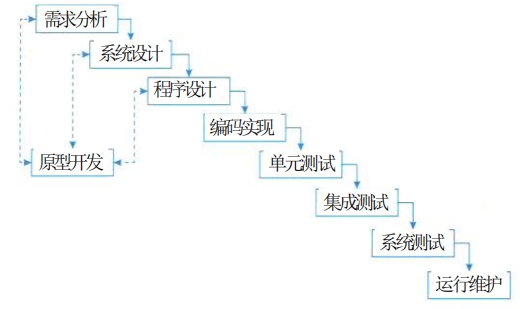 需求分析
系统设计
程序设计
编码实现
原型开发
单元测试
集成测试
系统测试
运行维护